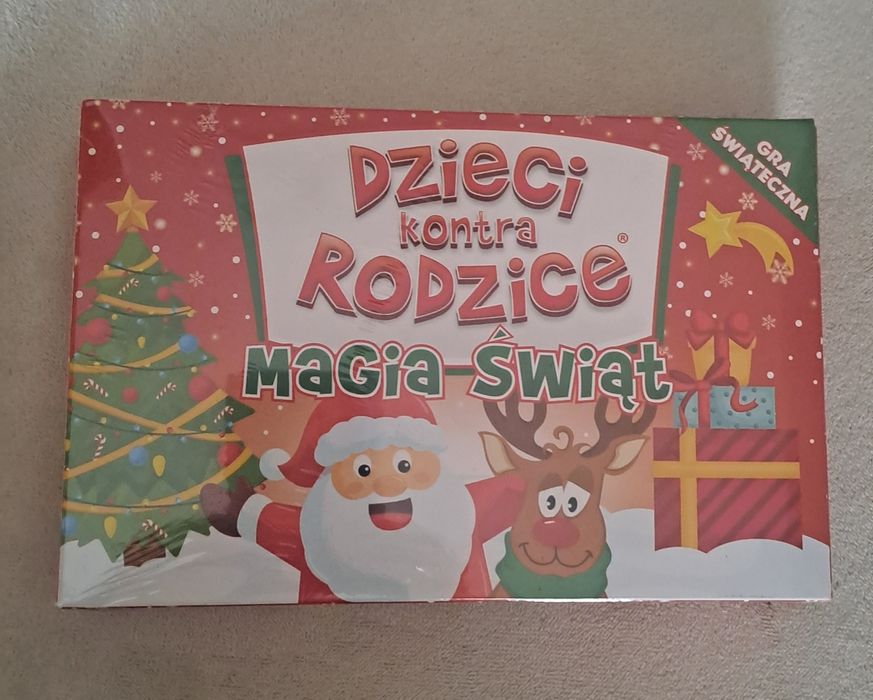 DZieCi
kontra
RODZiCe®
MaGia Świąt
GRA
ŚWIĄTECZNA